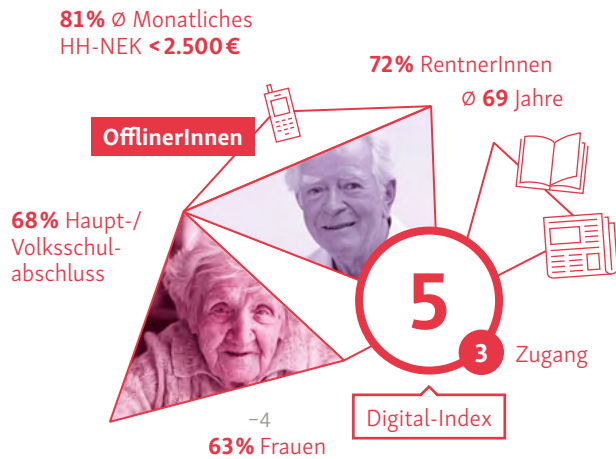 81% Ø Monatliches
HH-NEK < 2.500 €
72% RentnerInnen
Ø 69 Jahre
OfflinerInnen
68% Haupt-/
Volksschul-
abschluss
5
3 Zugang
Digital-Index
–4
63% Frauen